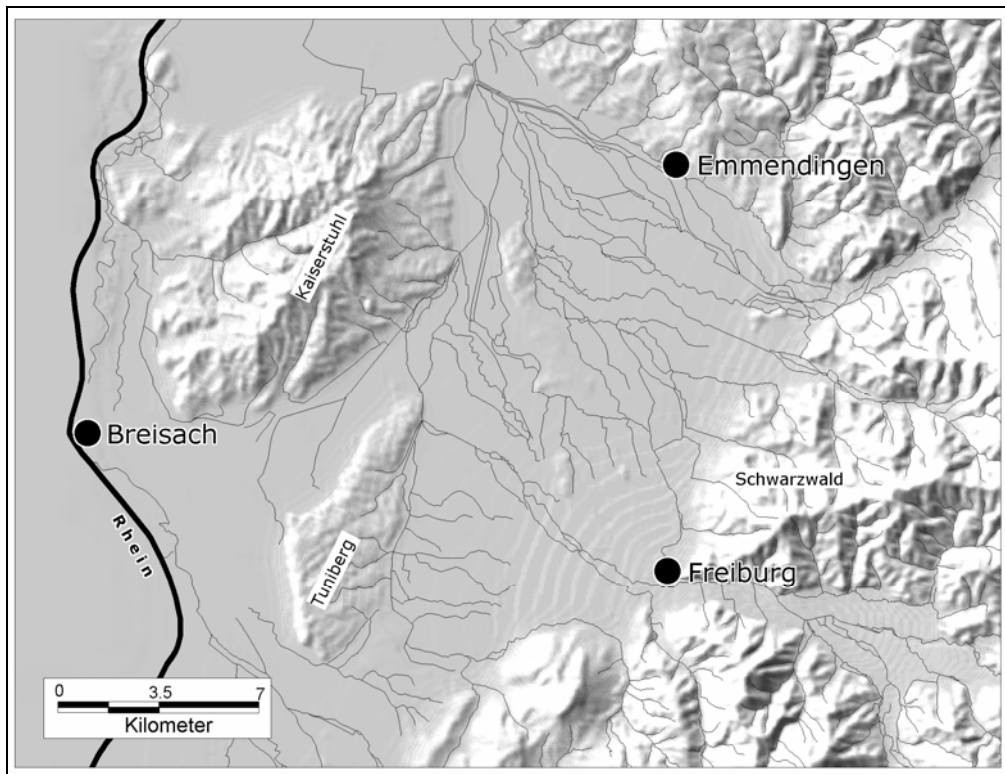 Emmendingen
Kaiserstuhl
Breisach
Schwarzwald
Rhein
Tuniberg
Freiburg
0 3.5 7
Kilometer